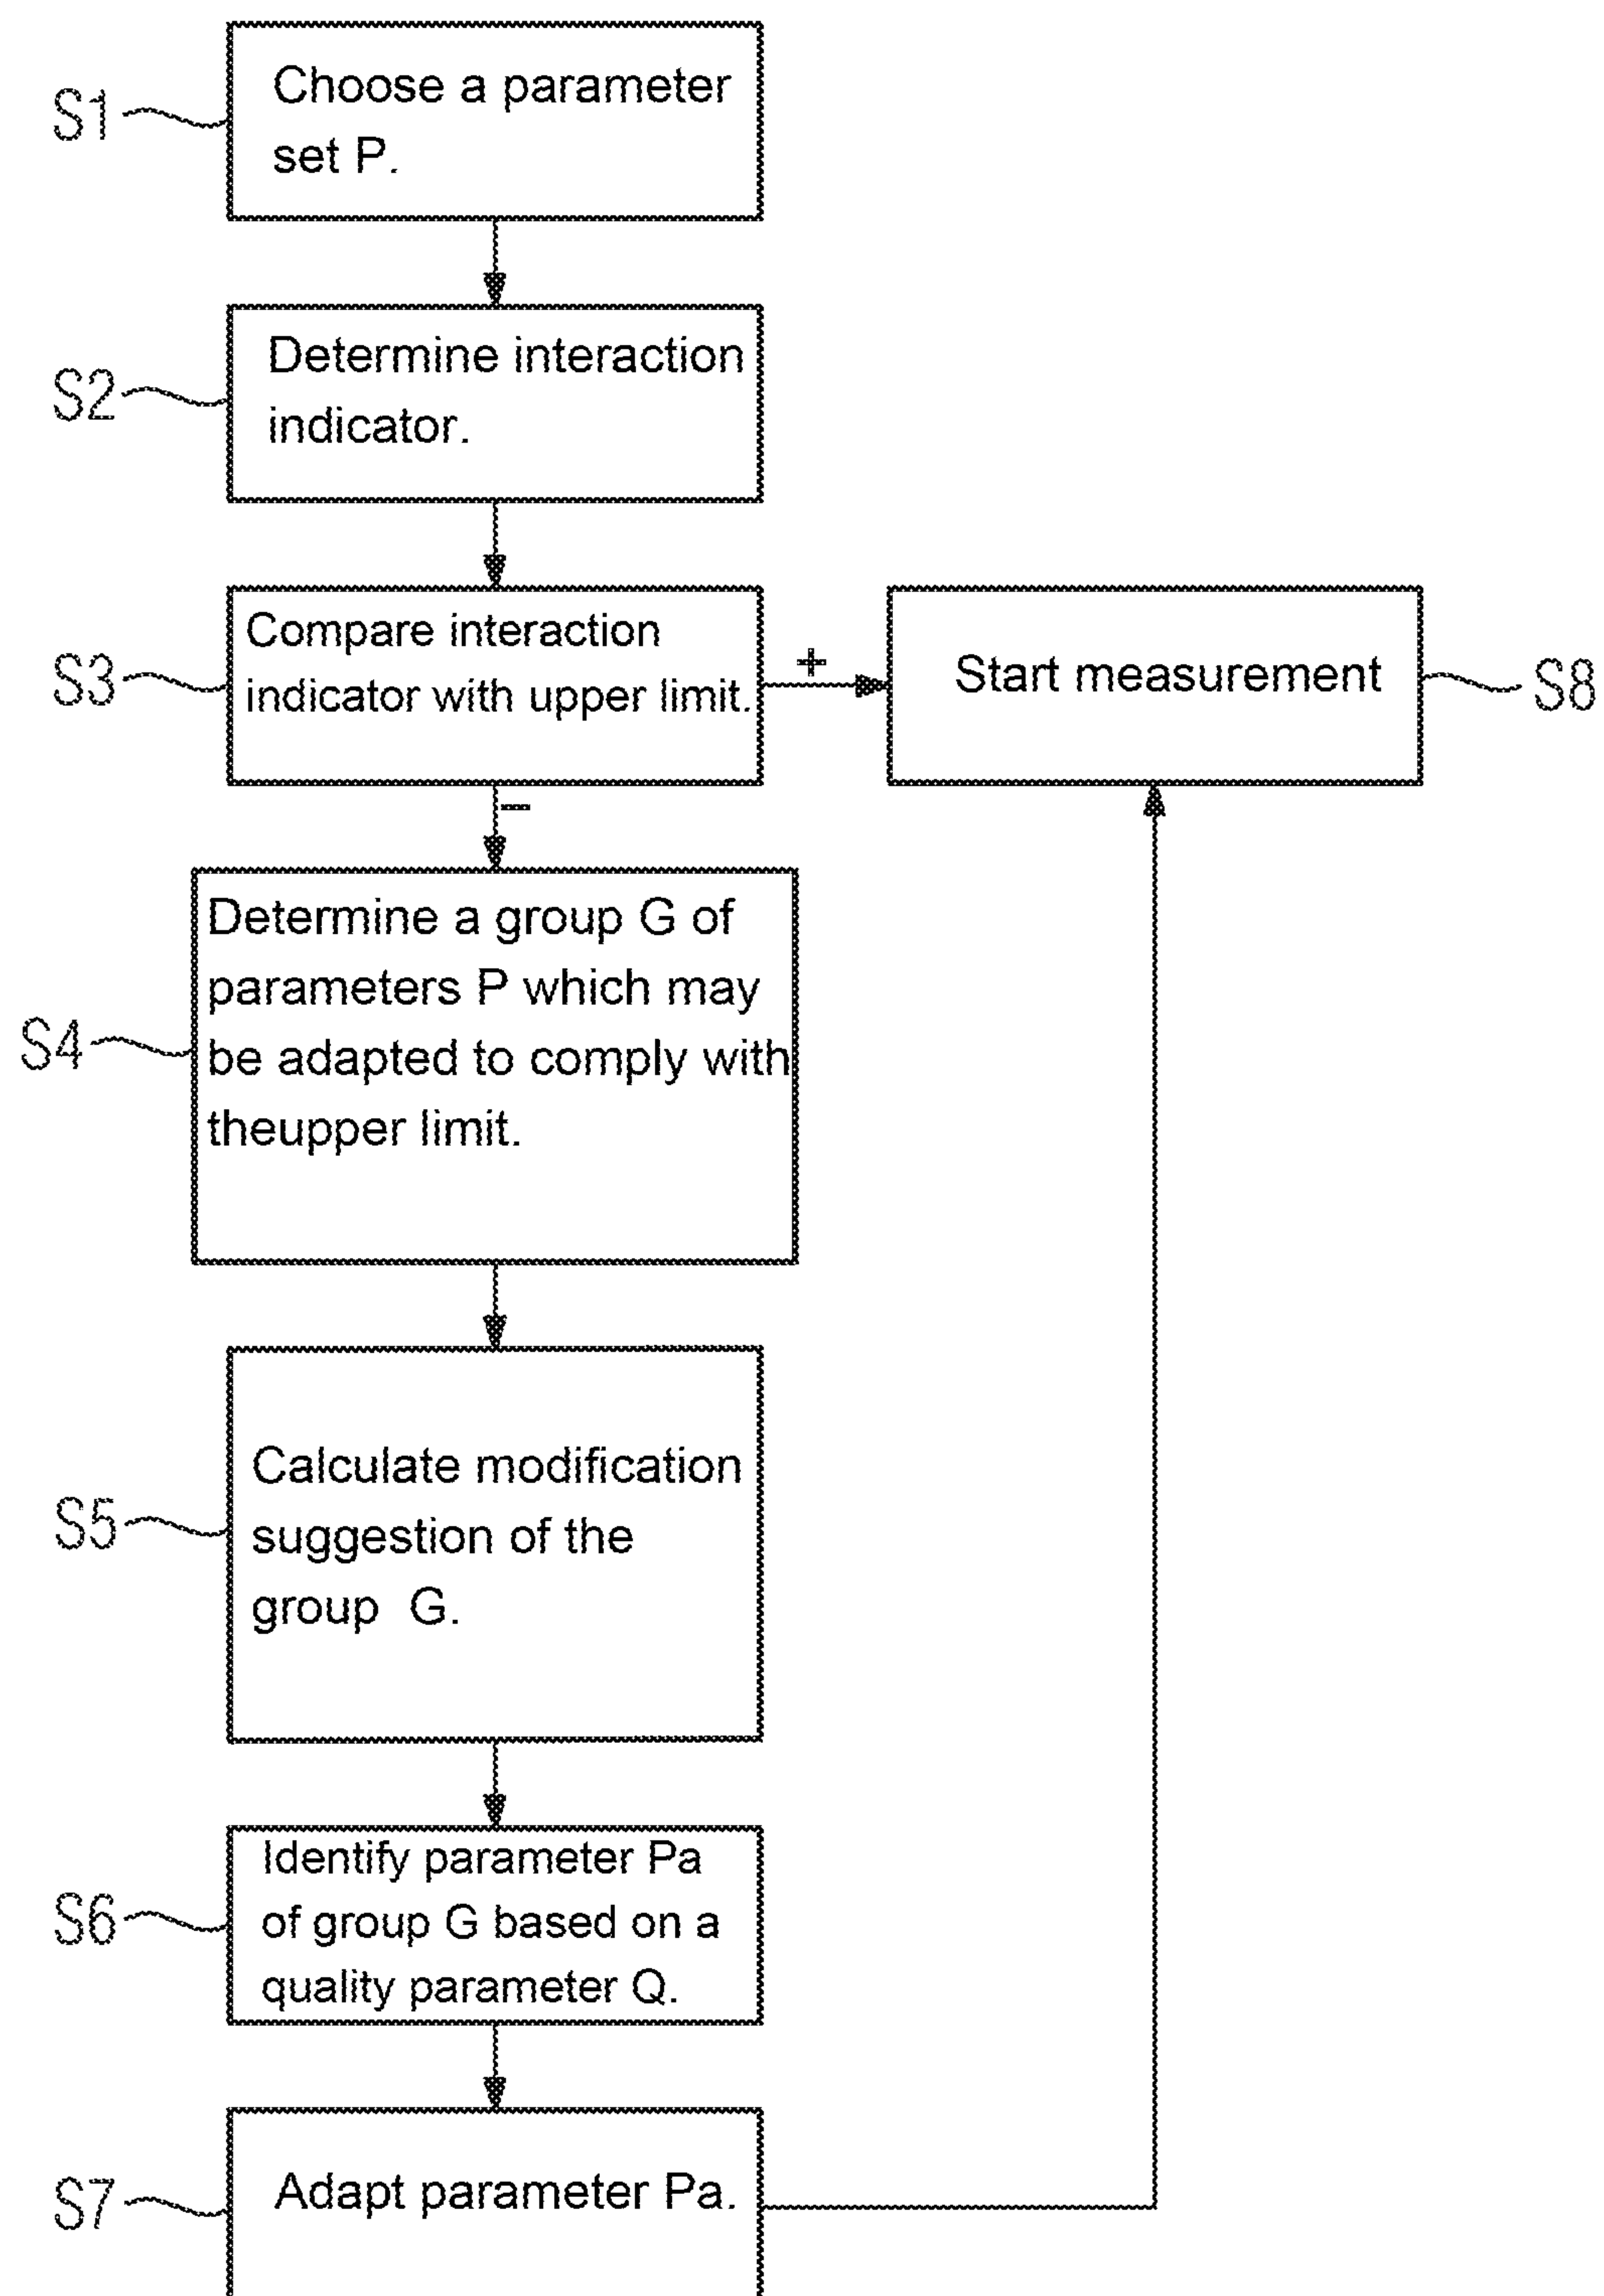 S1
Choose a parameter
set P.
S2
Determine interaction
indicator.
S3
Compare interaction
indicator with upper limit.
+
Start measurement
S8
–
S4
Determine a group G of
parameters P which may
be adapted to comply with
theupper limit.
S5
Calculate modification
suggestion of the
group G.
S6
Identify parameter Pa
of group G based on a
quality parameter Q.
S7
Adapt parameter Pa.